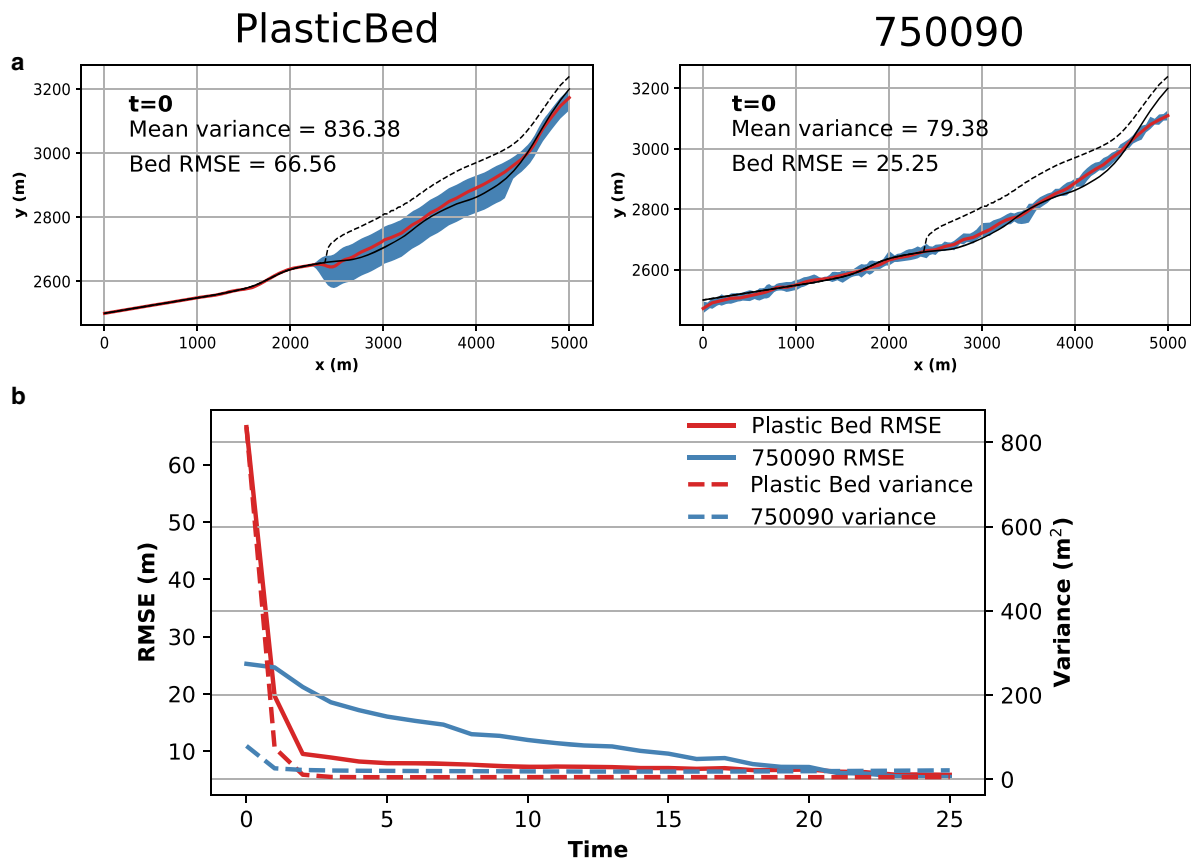 PlasticBed
750090
a
t=0
Mean variance = 836.38
Bed RMSE = 66.56
3200
3000
2800
2600
y (m)
0 1000 2000 3000 4000 5000
x (m)
t=0
Mean variance = 79.38
Bed RMSE = 25.25
3200
3000
2800
2600
y (m)
0 1000 2000 3000 4000 5000
x (m)
b
Plastic Bed RMSE
750090 RMSE
Plastic Bed variance
750090 variance
60
50
40
30
20
10
RMSE (m)
800
600
400
200
0
Variance (m²)
0 5 10 15 20 25
Time